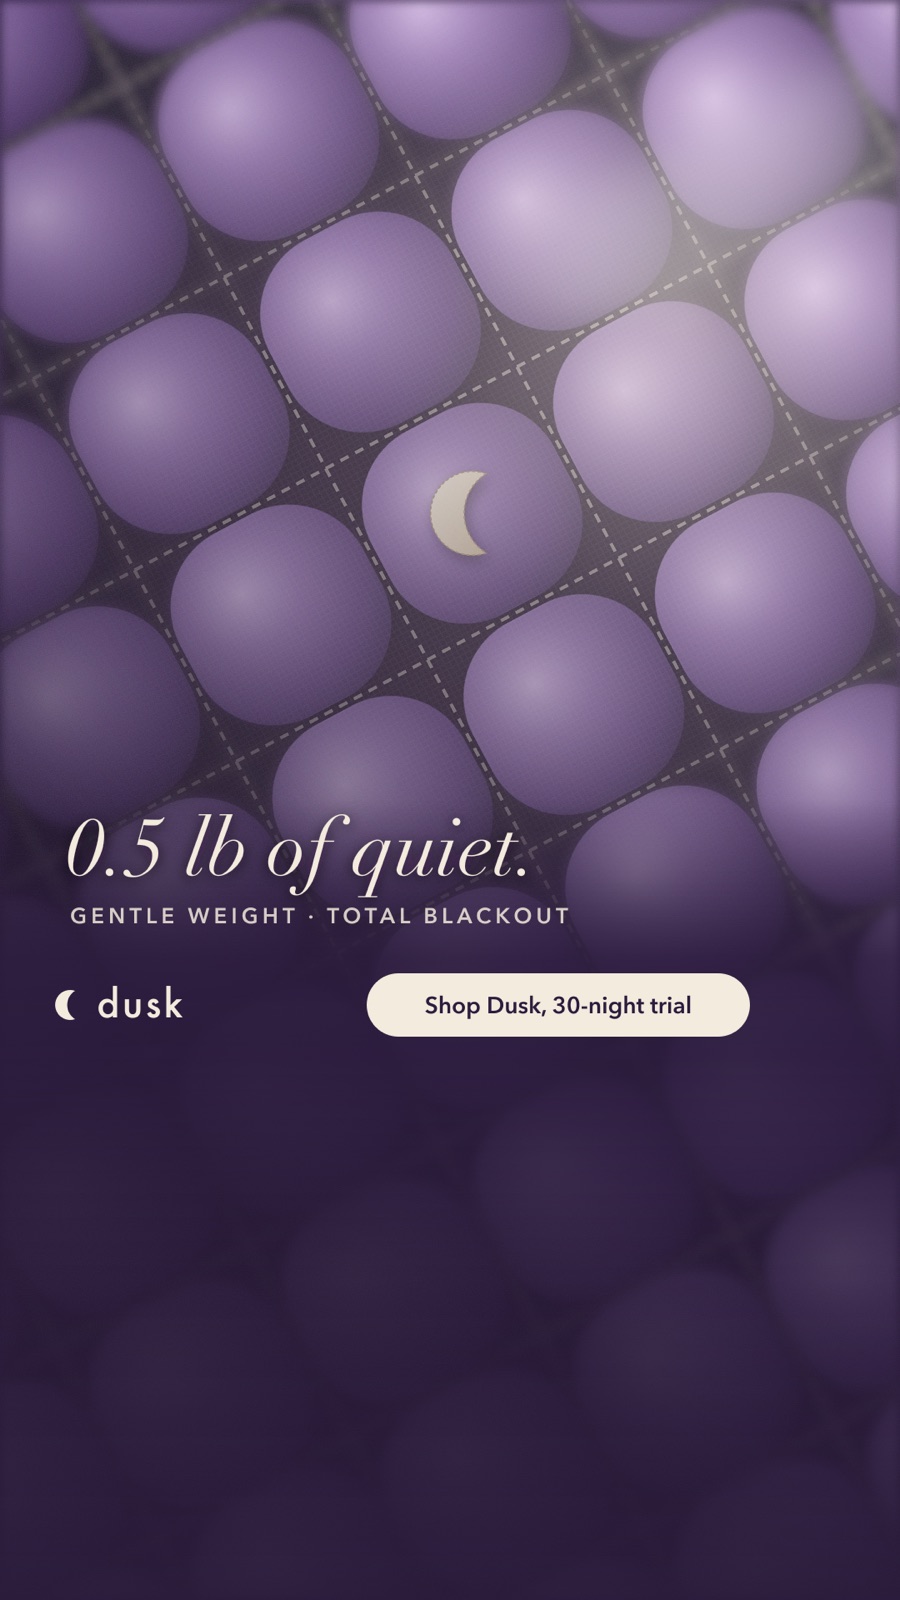 0.5 lb of quiet.
GENTLE WEIGHT · TOTAL BLACKOUT
dusk
Shop Dusk, 30-night trial